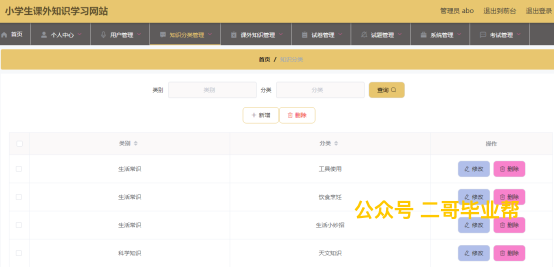 小学生课外知识学习网站
管理员 abo 退出到前台 退出登录
首页 个人中心 用户管理 知识分类管理 课外知识管理 试卷管理 试题管理 系统管理 考试管理
首页 / 知识分类
类别 类别 分类 分类 查询
+ 新增 删除
类别 分类 操作
生活常识 工具使用 修改 删除
生活常识 饮食烹饪 修改 删除
公众号 二哥毕业帮
生活常识 生活小妙招 修改 删除
科学知识 天文知识 修改 删除